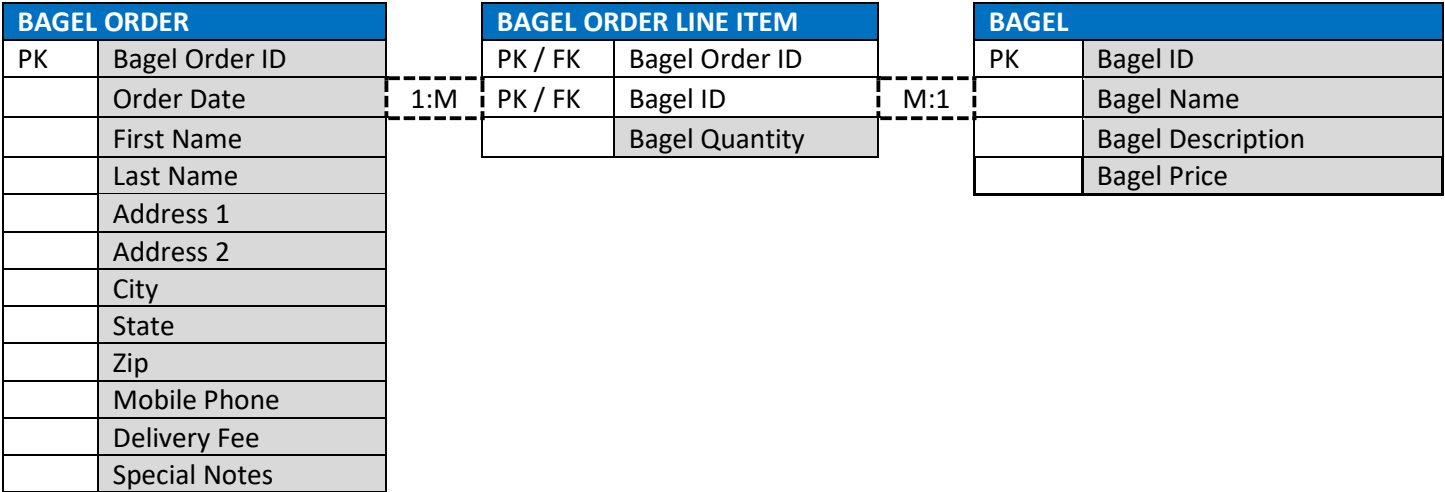 BAGEL ORDER
PK Bagel Order ID
Order Date
First Name
Last Name
Address 1
Address 2
City
State
Zip
Mobile Phone
Delivery Fee
Special Notes
1:M
BAGEL ORDER LINE ITEM
PK / FK Bagel Order ID
PK / FK Bagel ID
Bagel Quantity
M:1
BAGEL
PK Bagel ID
Bagel Name
Bagel Description
Bagel Price